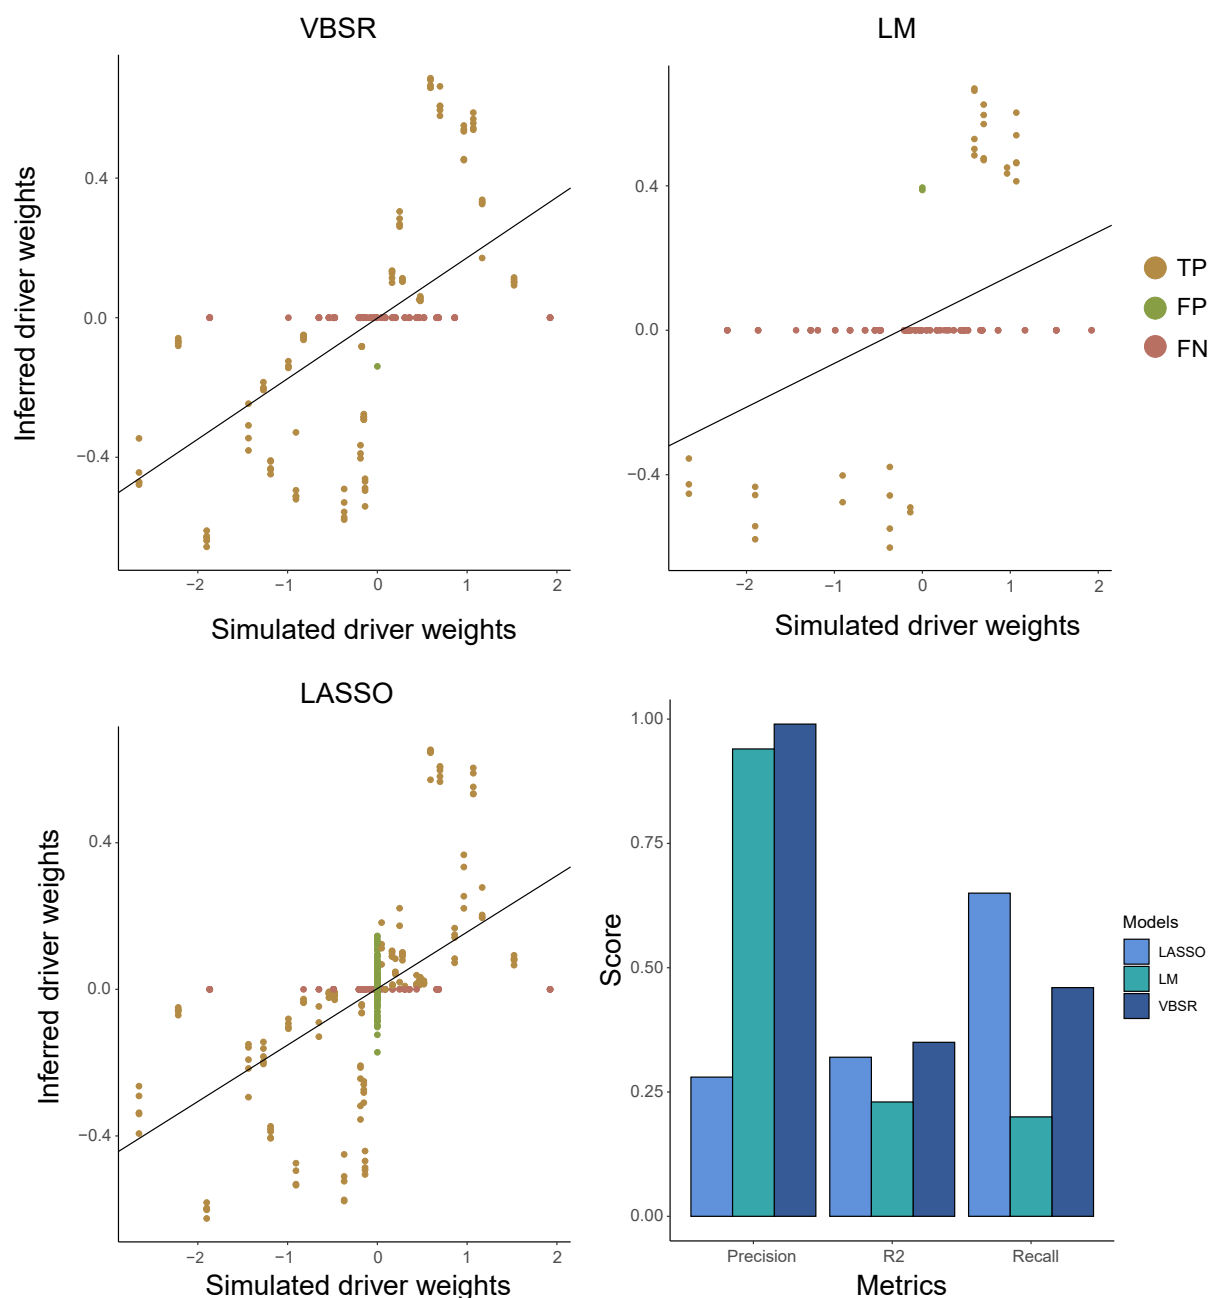 VBSR
LM
Inferred driver weights
0.4
0.0
−0.4
−2
−1
0
1
2
Simulated driver weights
Inferred driver weights
0.4
0.0
−0.4
−2
−1
0
1
2
Simulated driver weights
TP
FP
FN
LASSO
Inferred driver weights
0.4
0.0
−0.4
−2
−1
0
1
2
Simulated driver weights
Score
1.00
0.75
0.50
0.25
0.00
Precision
R2
Recall
Metrics
Models
LASSO
LM
VBSR